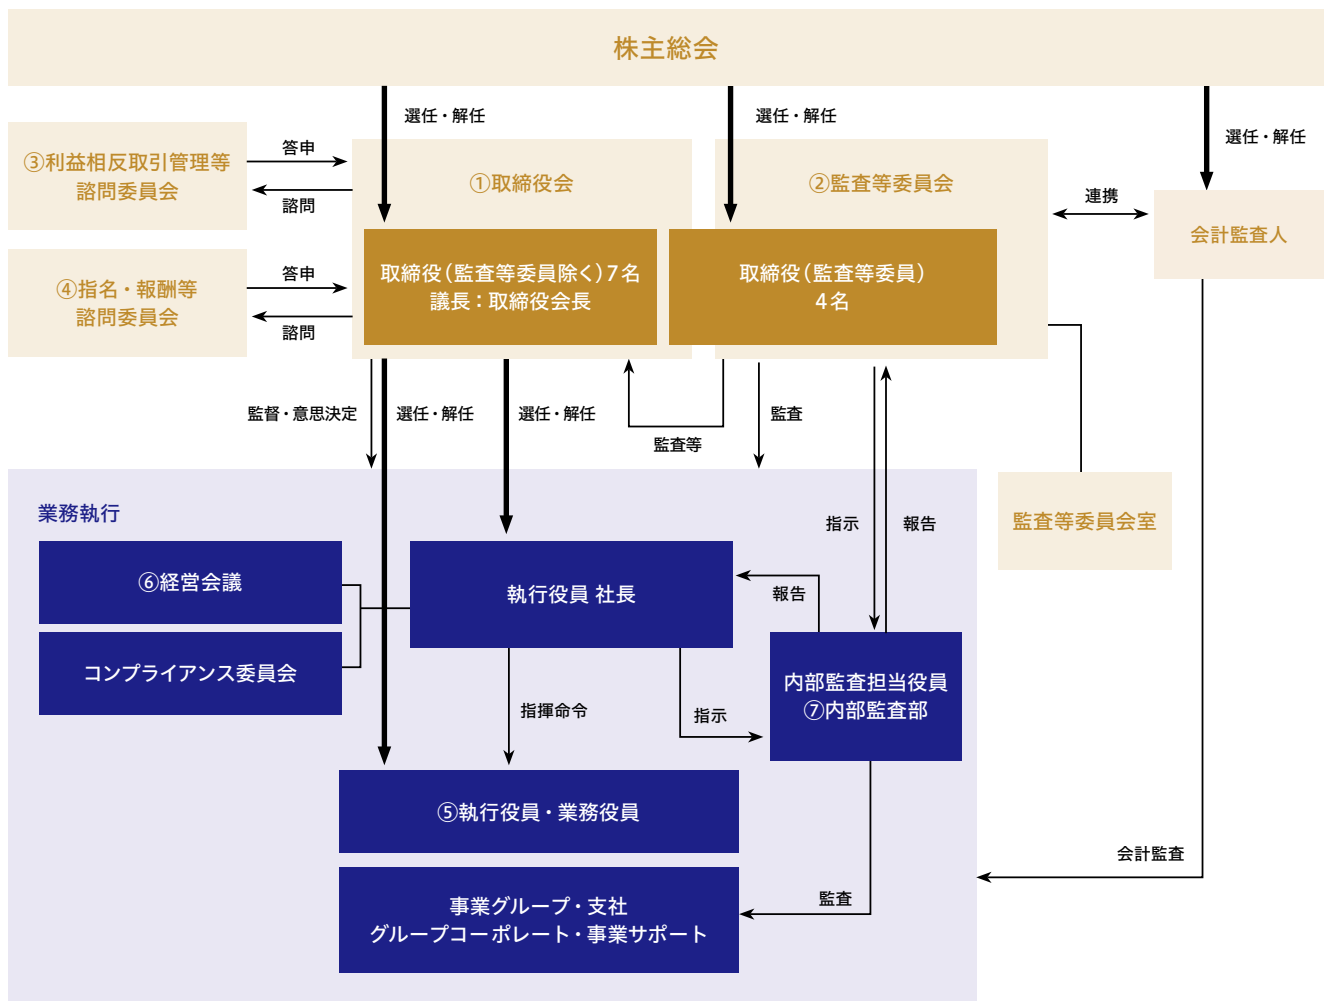 株主総会
選任・解任
選任・解任
選任・解任
③利益相反取引管理等
諮問委員会
答申
諮問
①取締役会
②監査等委員会
連携
会計監査人
④指名・報酬等
諮問委員会
答申
諮問
取締役(監査等委員除く)7名
議長:取締役会長
取締役(監査等委員)
4名
監督・意思決定
選任・解任
選任・解任
監査等
監査
指示
報告
監査等委員会室
業務執行
⑥経営会議
コンプライアンス委員会
執行役員 社長
報告
内部監査担当役員
⑦内部監査部
指揮命令
指示
⑤執行役員・業務役員
会計監査
監査
事業グループ・支社
グループコーポレート・事業サポート